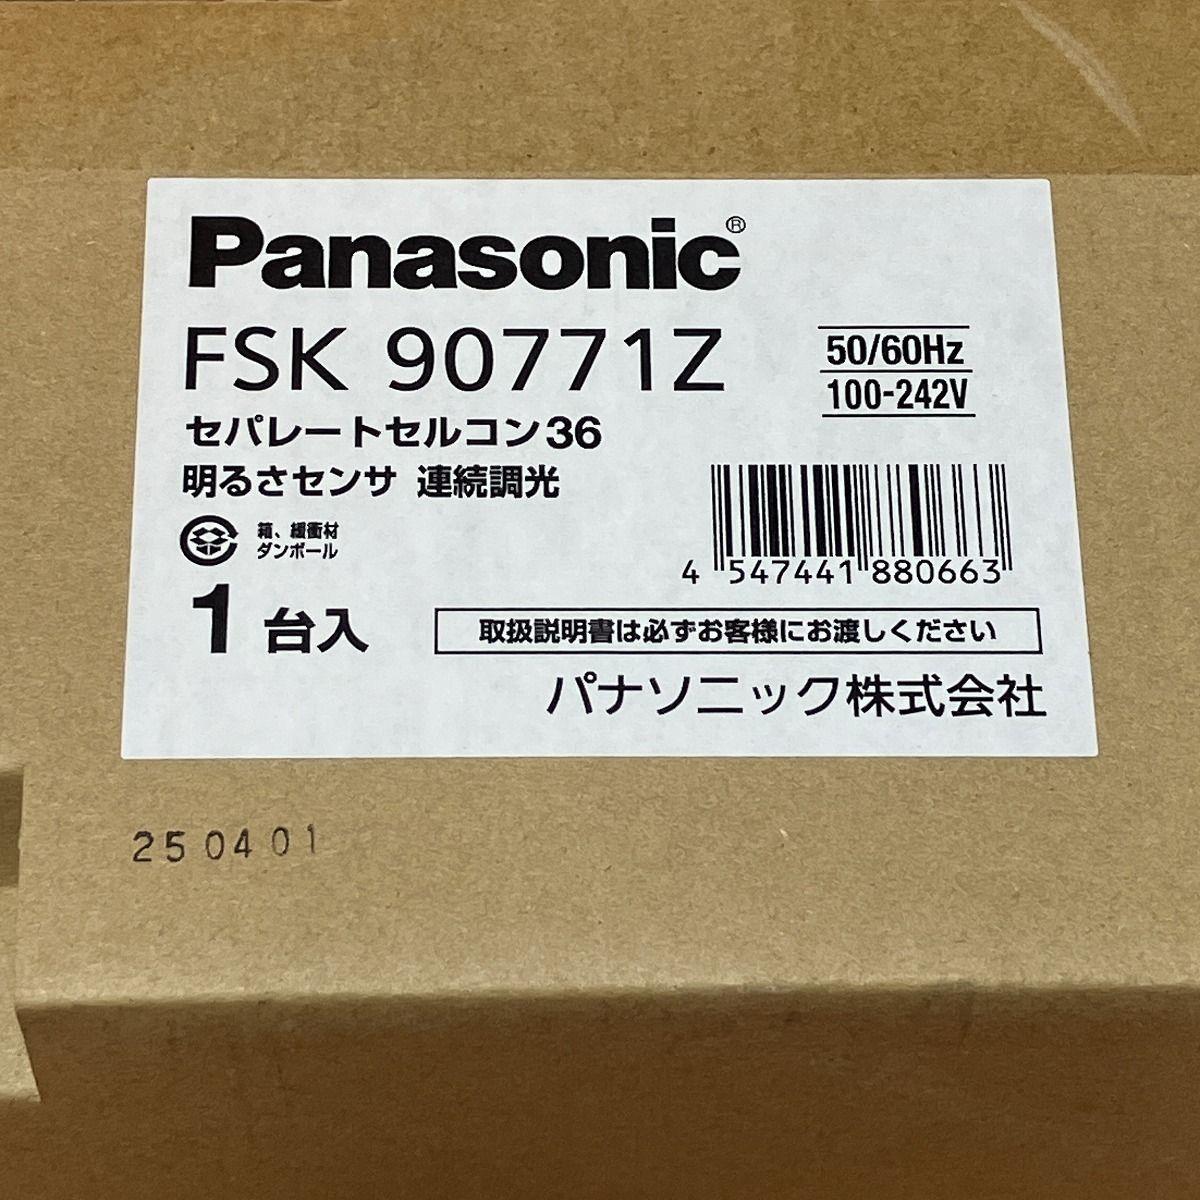 Panasonic®
FSK 90771Z
50/60Hz
100-242V
セパレートセルコン36
明るさセンサ 連続調光
箱、緩衝材
ダンボール
4 547441 880663
1 台入
取扱説明書は必ずお客様にお渡しください
パナソニック株式会社
250401